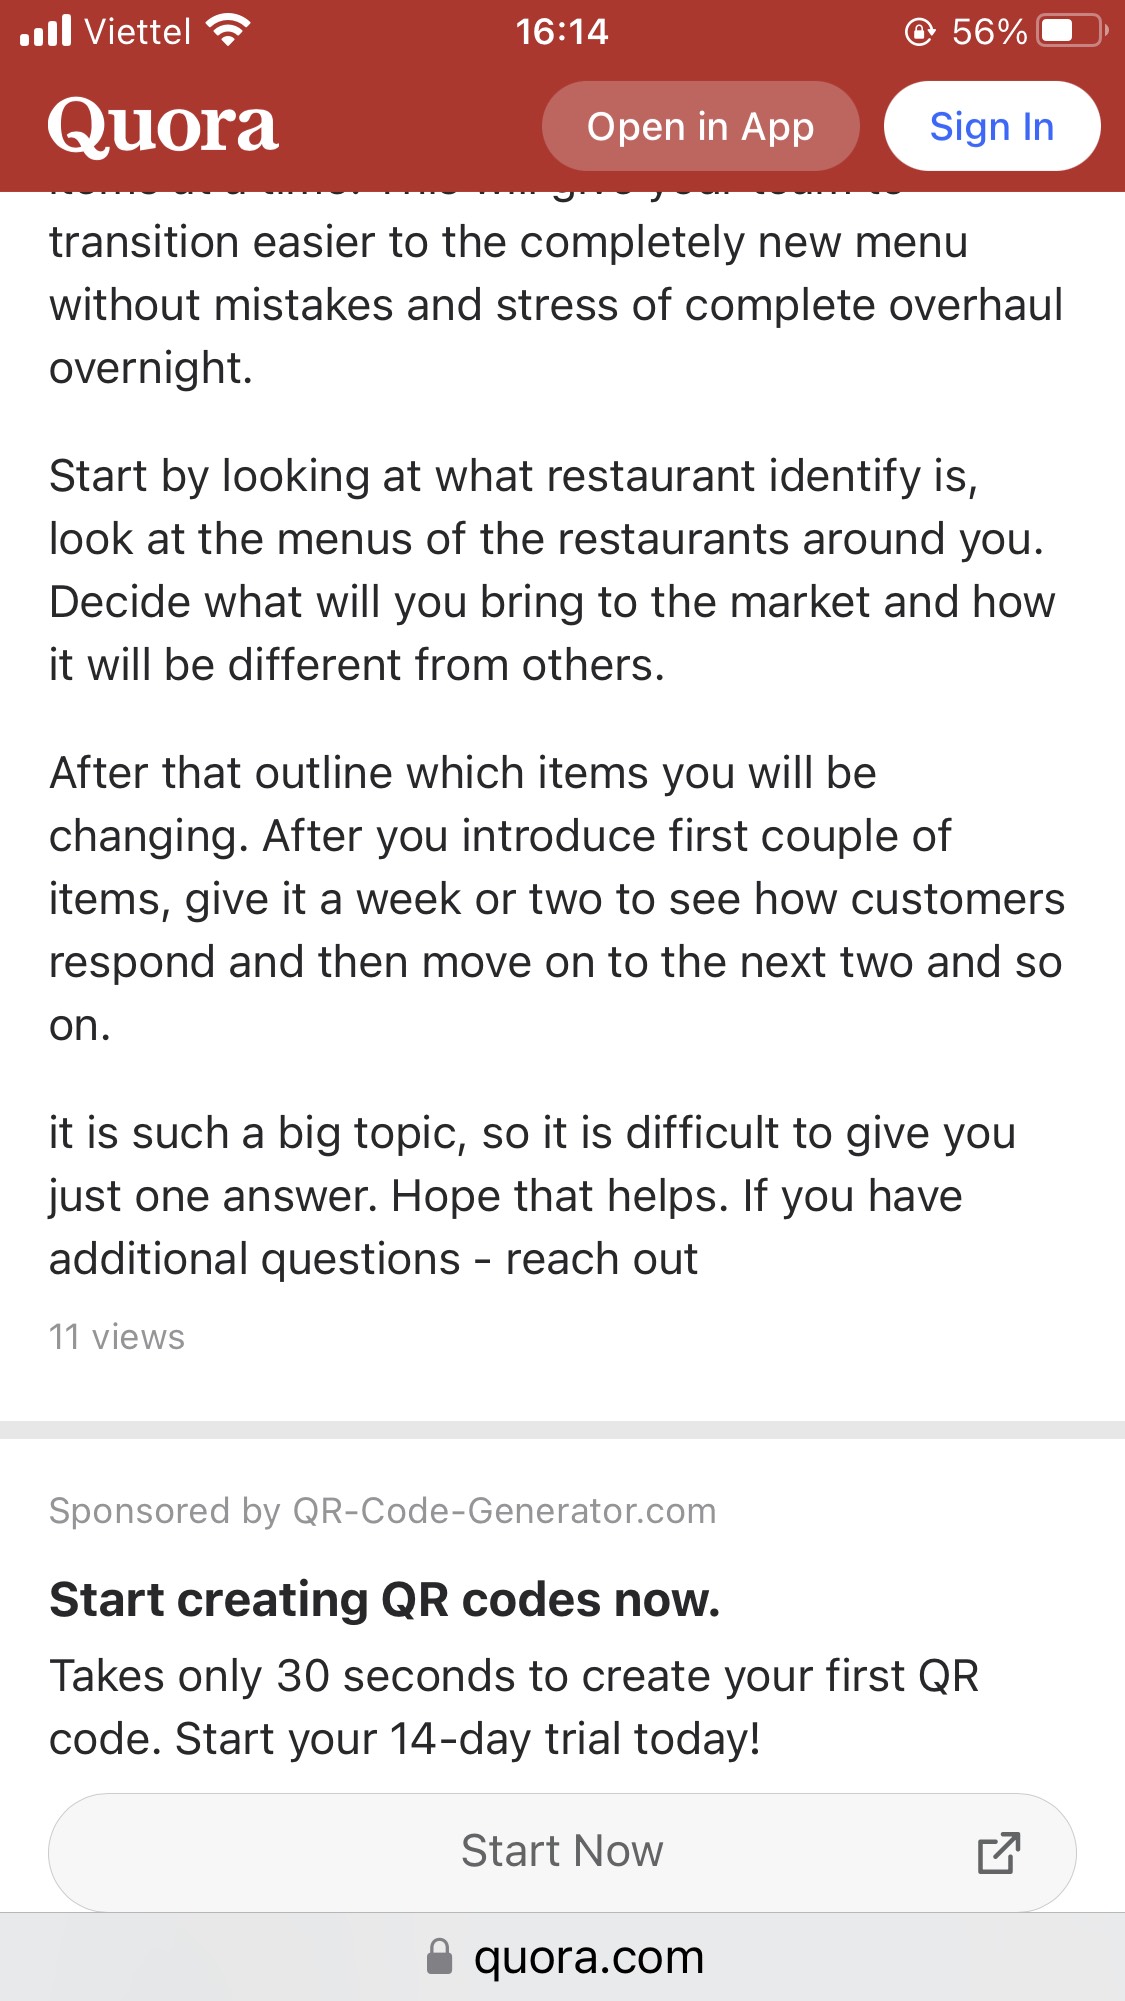 Viettel
16:14
56%
Quora
Open in App
Sign In
transition easier to the completely new menu
without mistakes and stress of complete overhaul
overnight.
Start by looking at what restaurant identify is,
look at the menus of the restaurants around you.
Decide what will you bring to the market and how
it will be different from others.
After that outline which items you will be
changing. After you introduce first couple of
items, give it a week or two to see how customers
respond and then move on to the next two and so
on.
it is such a big topic, so it is difficult to give you
just one answer. Hope that helps. If you have
additional questions - reach out
11 views
Sponsored by QR-Code-Generator.com
Start creating QR codes now.
Takes only 30 seconds to create your first QR
code. Start your 14-day trial today!
Start Now
quora.com